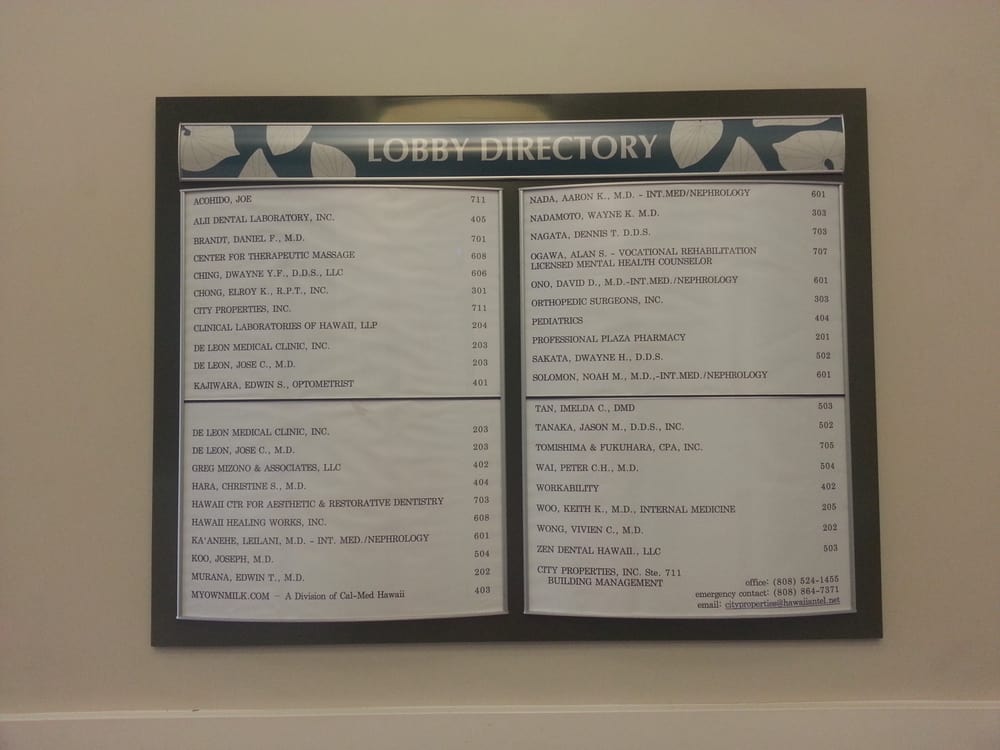 LOBBY DIRECTORY
ACOHIDO, JOE 711
ALII DENTAL LABORATORY, INC. 405
BRANDT, DANIEL F., M.D. 701
CENTER FOR THERAPEUTIC MASSAGE 608
CHING, DWAYNE Y.F., D.D.S., LLC 606
CHONG, ELROY K., R.P.T., INC. 301
CITY PROPERTIES, INC. 711
CLINICAL LABORATORIES OF HAWAII, LLP 204
DE LEON MEDICAL CLINIC, INC. 203
DE LEON, JOSE C., M.D. 203
KAJIWARA, EDWIN S., OPTOMETRIST 401
DE LEON MEDICAL CLINIC, INC. 203
DE LEON, JOSE C., M.D. 203
GREG MIZONO & ASSOCIATES, LLC 402
HARA, CHRISTINE S., M.D. 404
HAWAII CTR FOR AESTHETIC & RESTORATIVE DENTISTRY 703
HAWAII HEALING WORKS, INC. 608
KA'ANEHE, LEILANI, M.D. - INT. MED./NEPHROLOGY 601
KOO, JOSEPH, M.D. 504
MURANA, EDWIN T., M.D. 202
MYOWNMILK.COM - A Division of Cal-Med Hawaii 403
NADA, AARON K., M.D. - INT.MED/NEPHROLOGY 601
NADAMOTO, WAYNE K. M.D. 303
NAGATA, DENNIS T. D.D.S. 703
OGAWA, ALAN S. - VOCATIONAL REHABILITATION 707
LICENSED MENTAL HEALTH COUNSELOR
ONO, DAVID D., M.D.-INT.MED./NEPHROLOGY 601
ORTHOPEDIC SURGEONS, INC. 303
PEDIATRICS 404
PROFESSIONAL PLAZA PHARMACY 201
SAKATA, DWAYNE H., D.D.S. 502
SOLOMON, NOAH M., M.D.,-INT.MED./NEPHROLOGY 601
TAN, IMELDA C., DMD 503
TANAKA, JASON M., D.D.S., INC. 502
TOMISHIMA & FUKUHARA, CPA, INC. 705
WAI, PETER C.H., M.D. 504
WORKABILITY 402
WOO, KEITH K., M.D., INTERNAL MEDICINE 205
WONG, VIVIEN C., M.D. 202
ZEN DENTAL HAWAII., LLC 503
CITY PROPERTIES, INC. Ste. 711
BUILDING MANAGEMENT
office: (808) 524-1455
emergency contact: (808) 864-7371
email: cityproperties@hawaiiantel.net